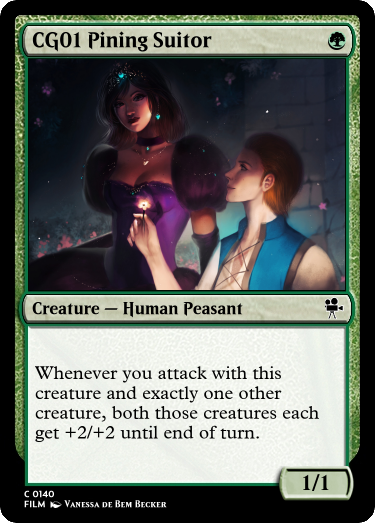 CG01 Pining Suitor
Creature — Human Peasant
Whenever you attack with this
creature and exactly one other
creature, both those creatures each
get +2/+2 until end of turn.
1/1
C 0140
FILM Vanessa de Bem Becker